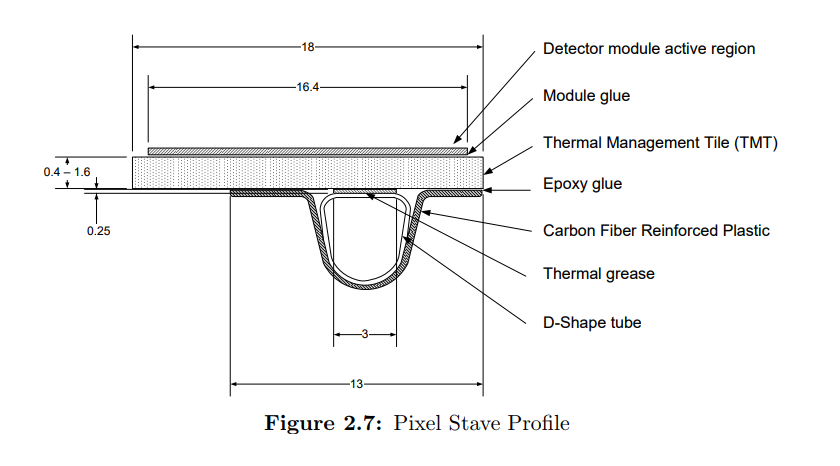 18
Detector module active region
16.4
Module glue
Thermal Management Tile (TMT)
0.4 – 1.6
Epoxy glue
0.25
Carbon Fiber Reinforced Plastic
Thermal grease
D-Shape tube
3
13
Figure 2.7: Pixel Stave Profile